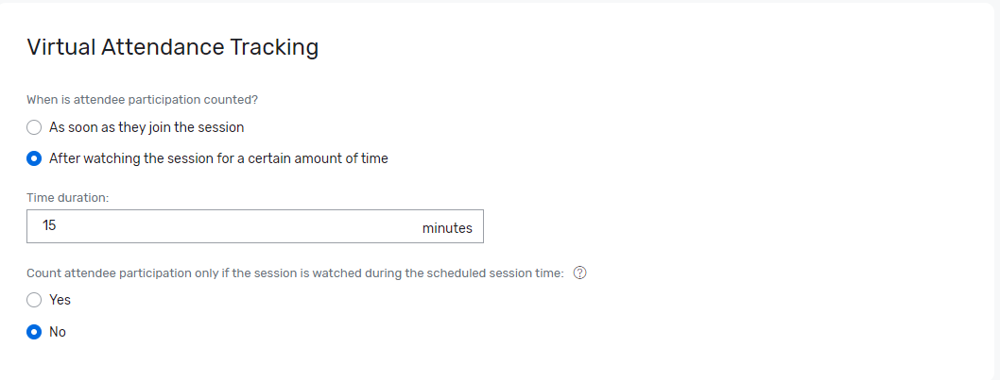 Virtual Attendance Tracking
When is attendee participation counted?
As soon as they join the session
After watching the session for a certain amount of time
Time duration:
15 minutes
Count attendee participation only if the session is watched during the scheduled session time: ?
Yes
No